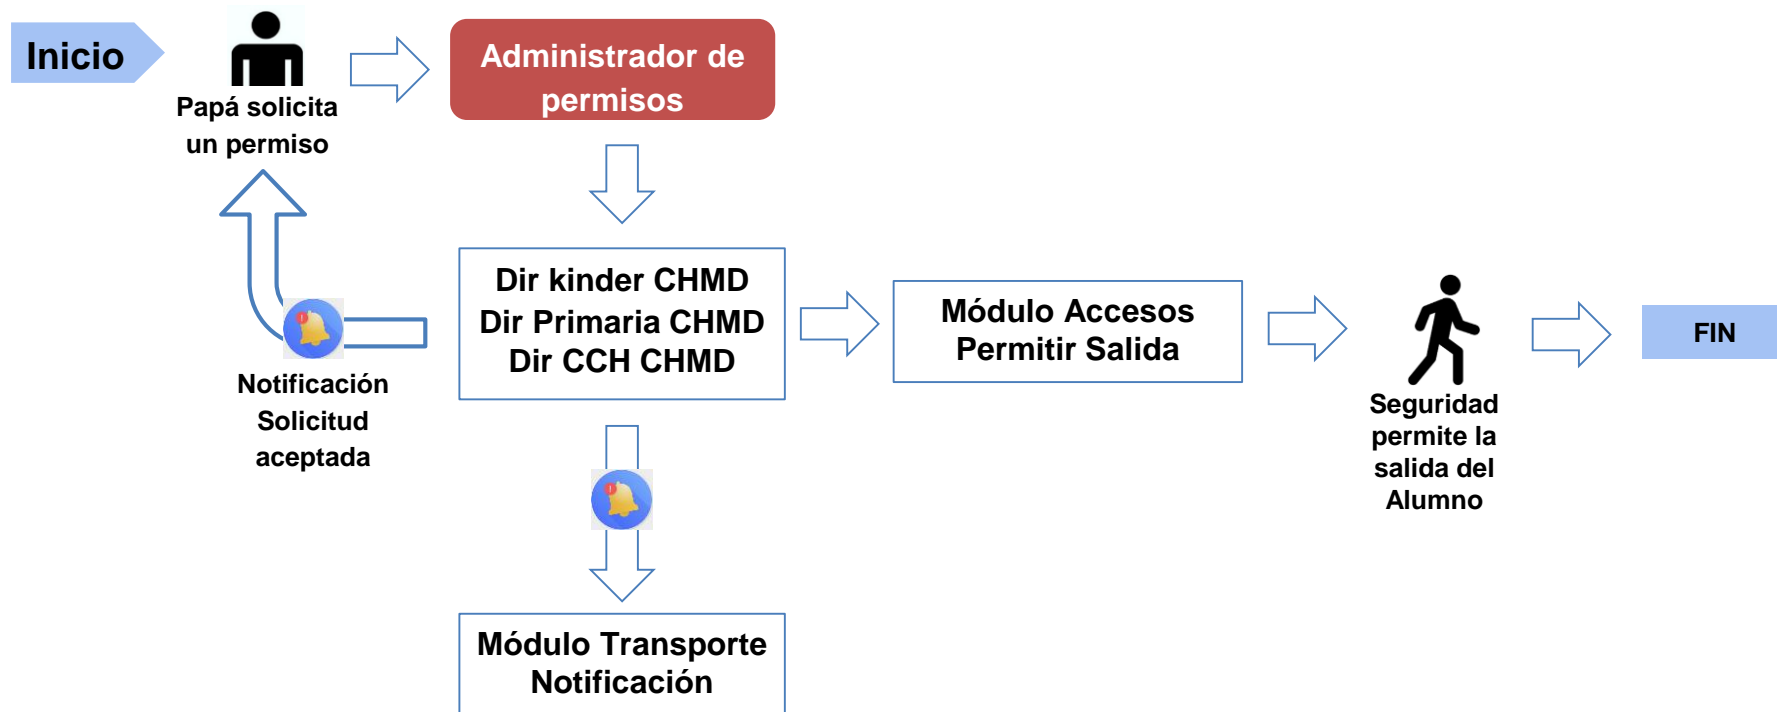 Inicio
Papá solicita
un permiso
Administrador de
permisos
Dir kinder CHMD
Dir Primaria CHMD
Dir CCH CHMD
Módulo Accesos
Permitir Salida
FIN
Notificación
Solicitud
aceptada
Seguridad
permite la
salida del
Alumno
Módulo Transporte
Notificación